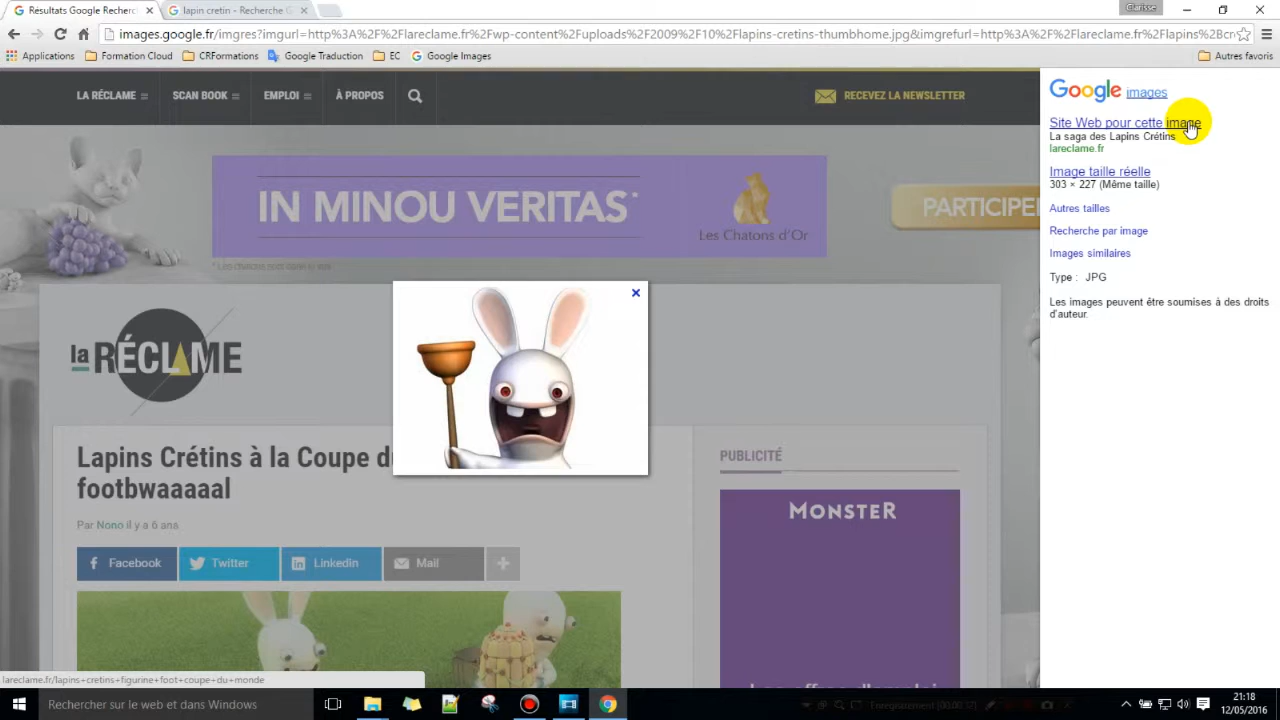 Résultats Google Recherc
lapin cretin - Recherche G
Clarisse
images.google.fr/imgres?imgurl=http%3A%2F%2Flareclame.fr%2Fwp-content%2Fuploads%2F2009%2F10%2Flapins-cretins-thumbhome.jpg&imgrefurl=http%3A%2F%2Flareclame.fr%2Flapins%2Bcr
Applications
Formation Cloud
CRFormations
Google Traduction
EC
Google Images
Autres favoris
LA RÉCLAME
SCAN BOOK
EMPLOI
À PROPOS
RECEVEZ LA NEWSLETTER
Google images
Site Web pour cette image
La saga des Lapins Crétins
lareclame.fr
Image taille réelle
303 × 227 (Même taille)
Autres tailles
Recherche par image
Images similaires
Type : JPG
Les images peuvent être soumises à des droits
d'auteur.
IN MIAOU VERITAS*
Les Chatons d'Or
PARTICIPE
la RÉCLAME
Lapins Crétins à la Coupe d
footbwaaaaal
Par Nono il y a 6 ans
Facebook
Twitter
Linkedin
Mail
PUBLICITÉ
MONSTER
lareclame.fr/lapins+cretins+figurine+foot+coupe+du+monde
Rechercher sur le web et dans Windows
21:18
12/05/2016